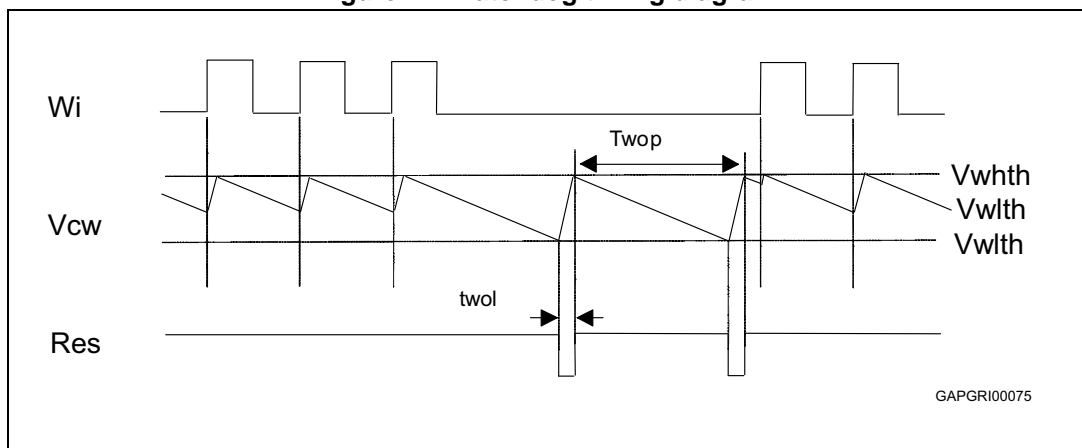 Wi
Twop
Vwhth
Vwlth
Vcw
Vwlth
twol
Res
GAPGRI00075